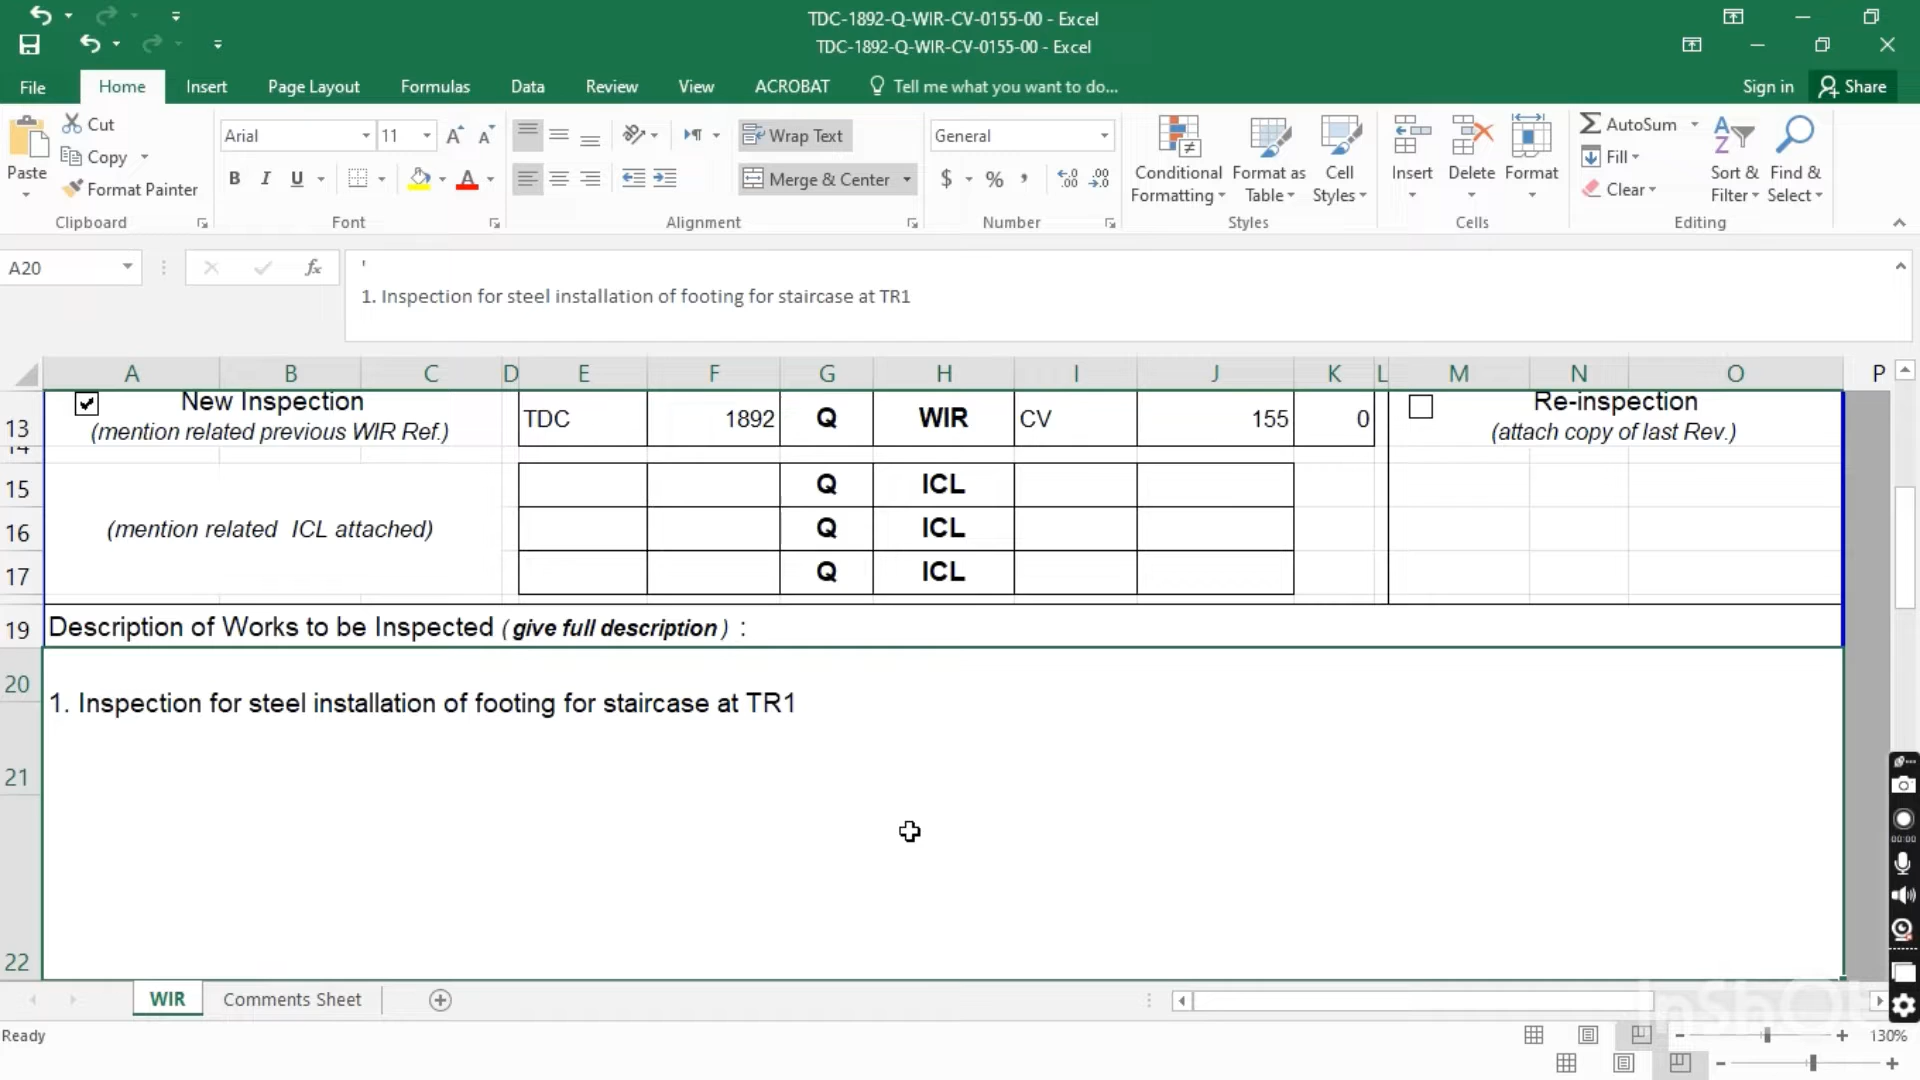 TDC-1892-Q-WIR-CV-0155-00 - Excel
TDC-1892-Q-WIR-CV-0155-00 - Excel
File Home Insert Page Layout Formulas Data Review View ACROBAT Tell me what you want to do... Sign in Share
Cut
Copy
Format Painter
Paste
Clipboard
Arial 11
A A
B I U A
Font
Wrap Text
Merge & Center
Alignment
General
$ % , .00
Number
Conditional Formatting
Format as Table
Cell Styles
Styles
Insert Delete Format
Cells
AutoSum
Fill
Clear
Sort & Filter
Find & Select
Editing
A20 fx '
1. Inspection for steel installation of footing for staircase at TR1
A B C D E F G H I J K L M N O P
13 New Inspection TDC 1892 Q WIR CV 155 0 Re-inspection
(mention related previous WIR Ref.) (attach copy of last Rev.)
14
15 Q ICL
16 (mention related ICL attached) Q ICL
17 Q ICL
19 Description of Works to be Inspected (give full description) :
20
1. Inspection for steel installation of footing for staircase at TR1
21
22
WIR Comments Sheet
InShOt
00:00
Ready 130%